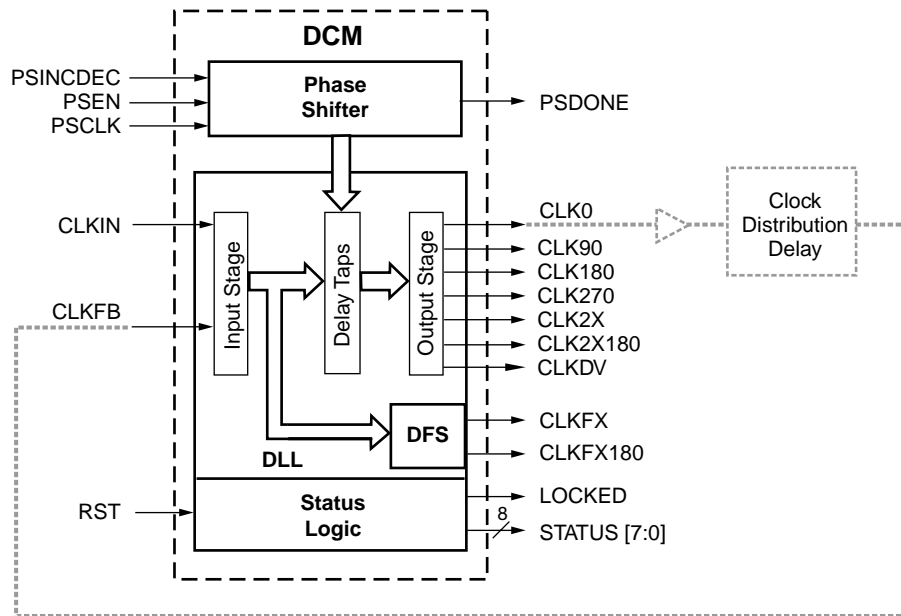 DCM
PSINCDEC
PSEN
PSCLK
Phase
Shifter
PSDONE
CLKIN
CLKFB
Input Stage
Delay Taps
Output Stage
CLK0
CLK90
CLK180
CLK270
CLK2X
CLK2X180
CLKDV
Clock
Distribution
Delay
DFS
CLKFX
CLKFX180
DLL
RST
Status
Logic
LOCKED
8
STATUS [7:0]